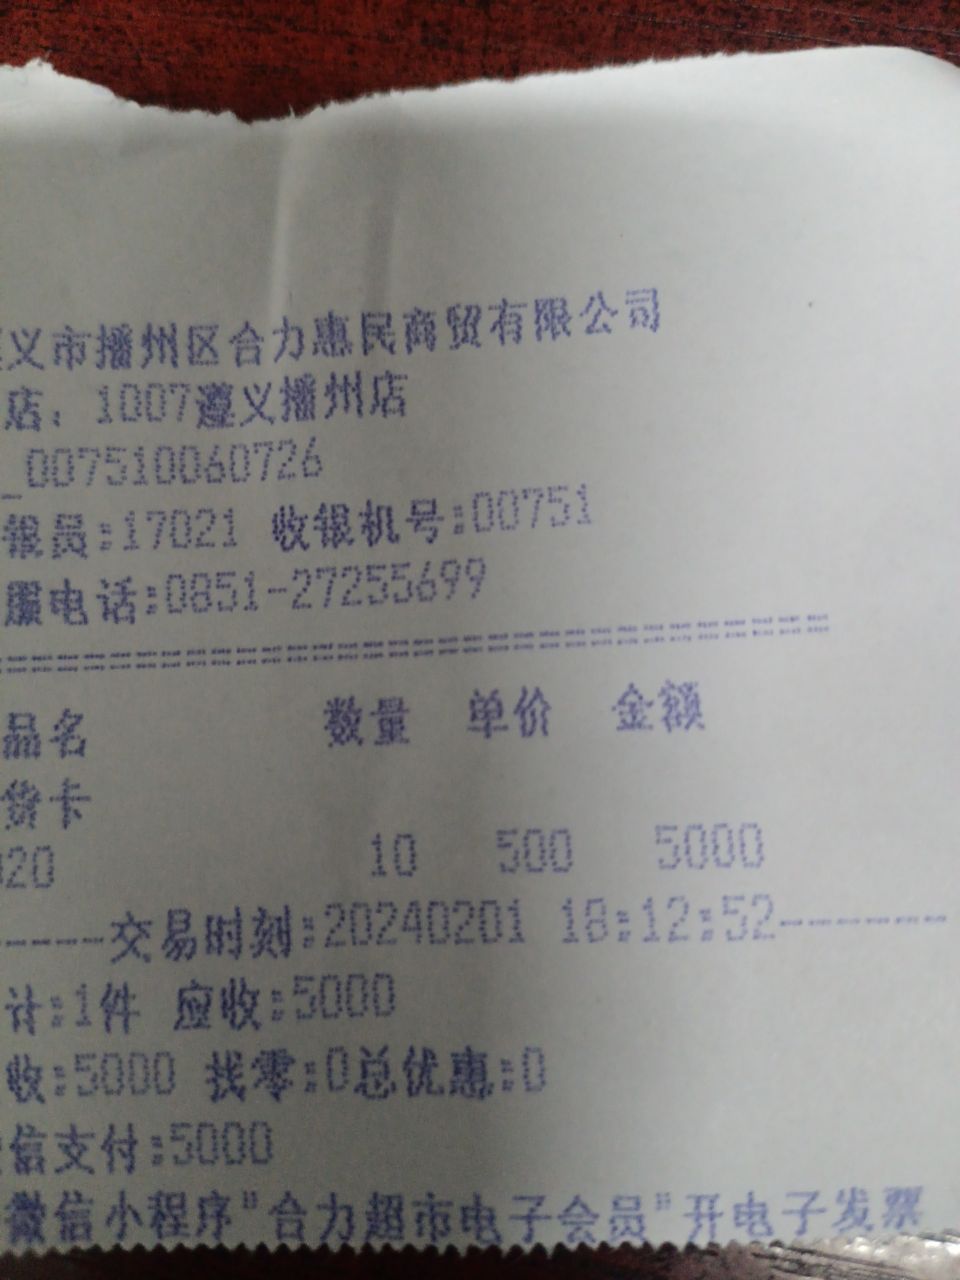 义市播州区合力惠民商贸有限公司
店：1007遵义播州店
_007510060726
银员:17021 收银机号:00751
服电话:0851-27255699
品名 数量 单价 金额
货卡
020 10 500 5000
-----交易时刻:20240201 18:12:52------
计:1件 应收:5000
收:5000 找零:0总优惠:0
信支付:5000
微信小程序"合力超市电子会员"开电子发票